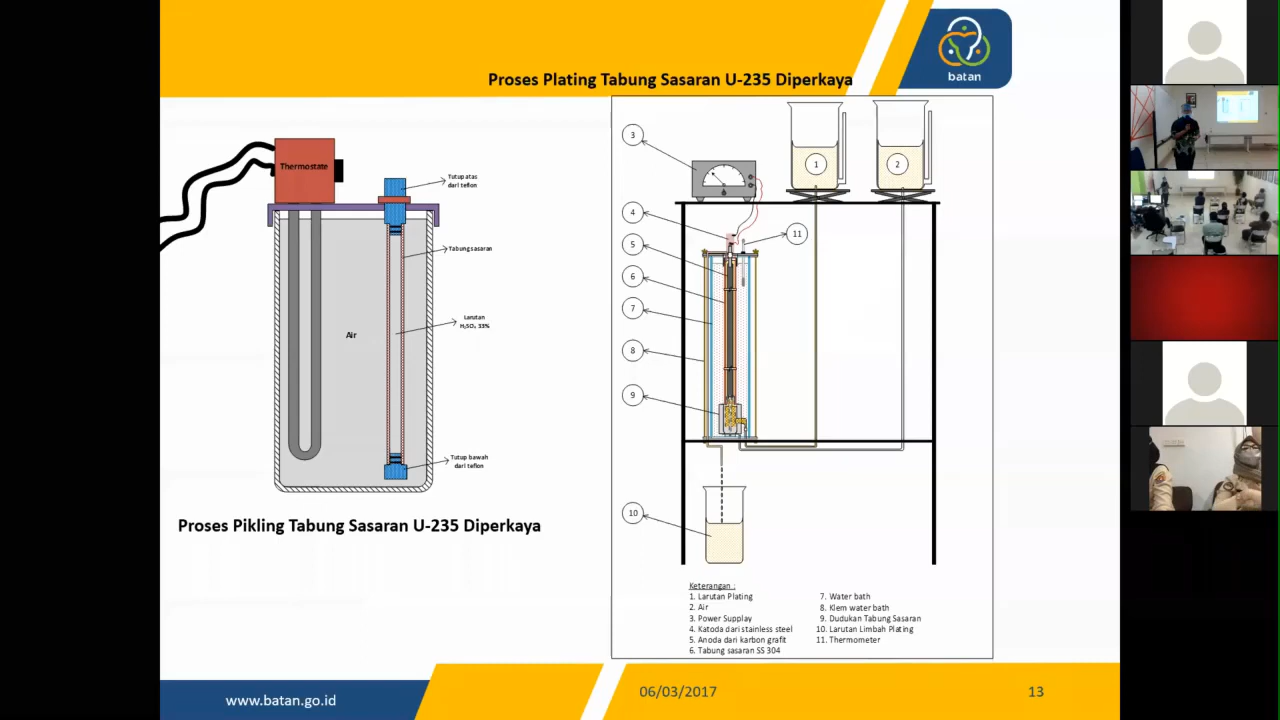 Proses Plating Tabung Sasaran U-235 Diperkaya
batan
Thermostate
Tutup atas
dari teflon
Tabung sasaran
Larutan
H₂SO₄ 33%
Air
Tutup bawah
dari teflon
Proses Pikling Tabung Sasaran U-235 Diperkaya
3
1
2
4
11
5
6
7
8
9
10
Keterangan :
1. Larutan Plating
2. Air
3. Power Supplay
4. Katoda dari stainless steel
5. Anoda dari karbon grafit
6. Tabung sasaran SS 304
7. Water bath
8. Klem water bath
9. Dudukan Tabung Sasaran
10. Larutan Limbah Plating
11. Thermometer
www.batan.go.id
06/03/2017
13